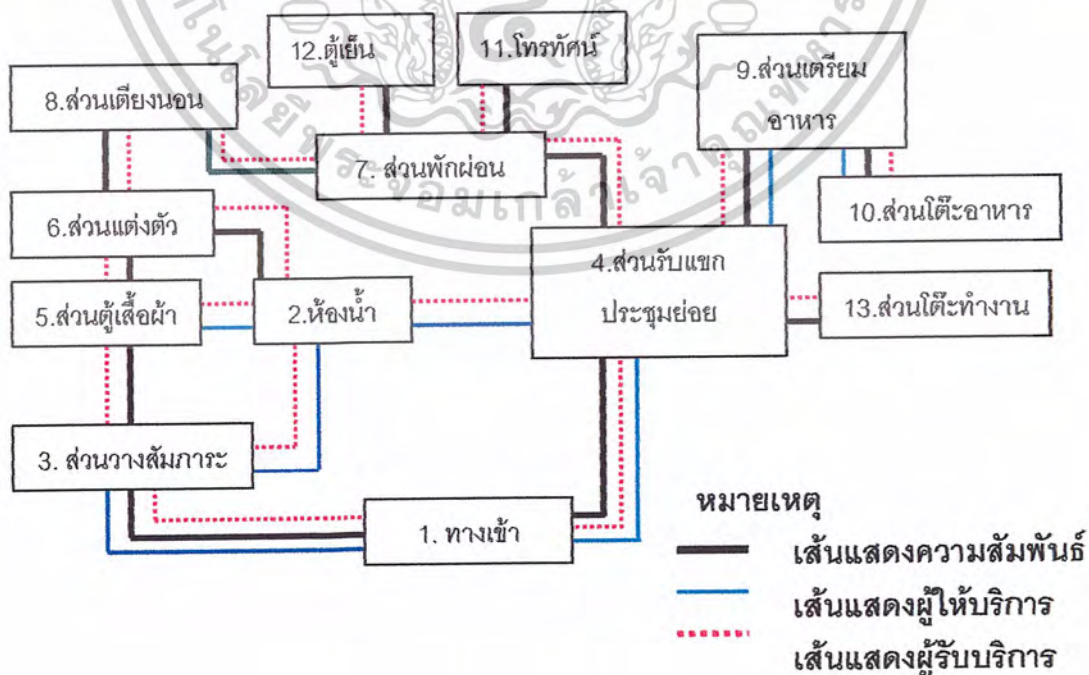 12.ตู้เย็น
11.โทรทัศน์
9.ส่วนเตรียม
อาหาร
8.ส่วนเตียงนอน
7. ส่วนพักผ่อน
10.ส่วนโต๊ะอาหาร
6.ส่วนแต่งตัว
4.ส่วนรับแขก
ประชุมย่อย
5.ส่วนตู้เสื้อผ้า
2.ห้องน้ำ
13.ส่วนโต๊ะทำงาน
3. ส่วนวางสัมภาระ
1. ทางเข้า
หมายเหตุ
เส้นแสดงความสัมพันธ์
เส้นแสดงผู้ให้บริการ
เส้นแสดงผู้รับบริการ